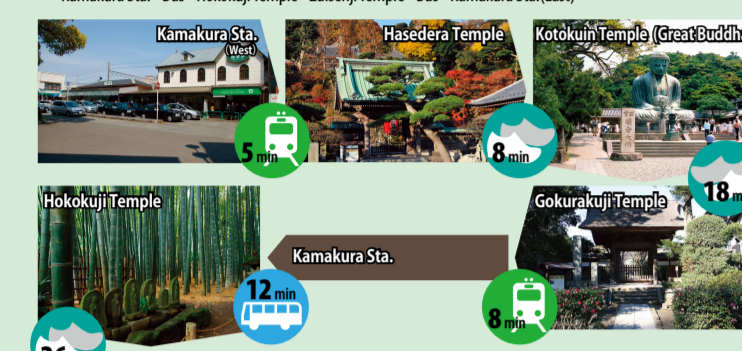 Kamakura Sta.
(West)
Hasedera Temple
Kotokuin Temple (Great Buddha
5 min
8 min
18 m
Hokokuji Temple
Kamakura Sta.
Gokurakuji Temple
12 min
8 min